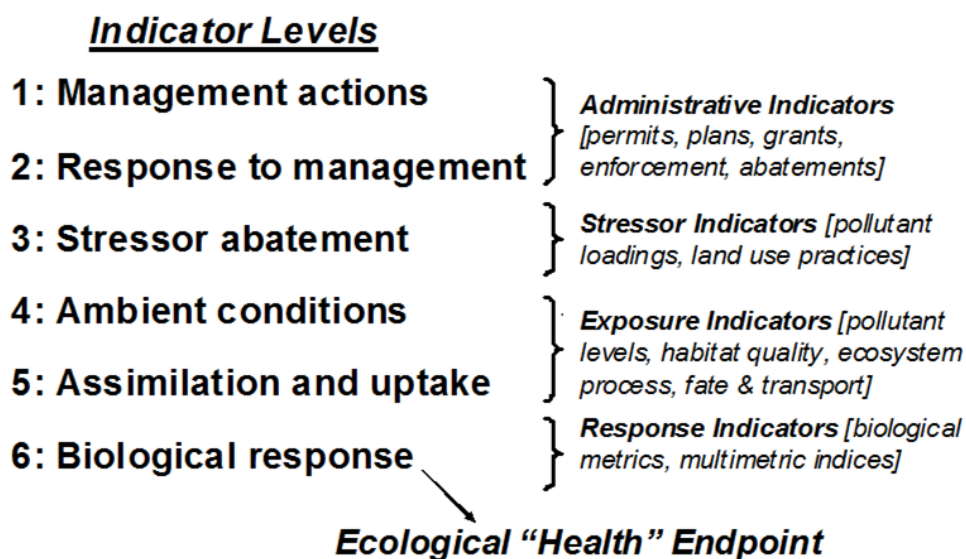 Indicator Levels
1: Management actions
2: Response to management
Administrative Indicators
[permits, plans, grants,
enforcement, abatements]
3: Stressor abatement
Stressor Indicators [pollutant
loadings, land use practices]
4: Ambient conditions
5: Assimilation and uptake
Exposure Indicators [pollutant
levels, habitat quality, ecosystem
process, fate & transport]
6: Biological response
Response Indicators [biological
metrics, multimetric indices]
Ecological “Health” Endpoint